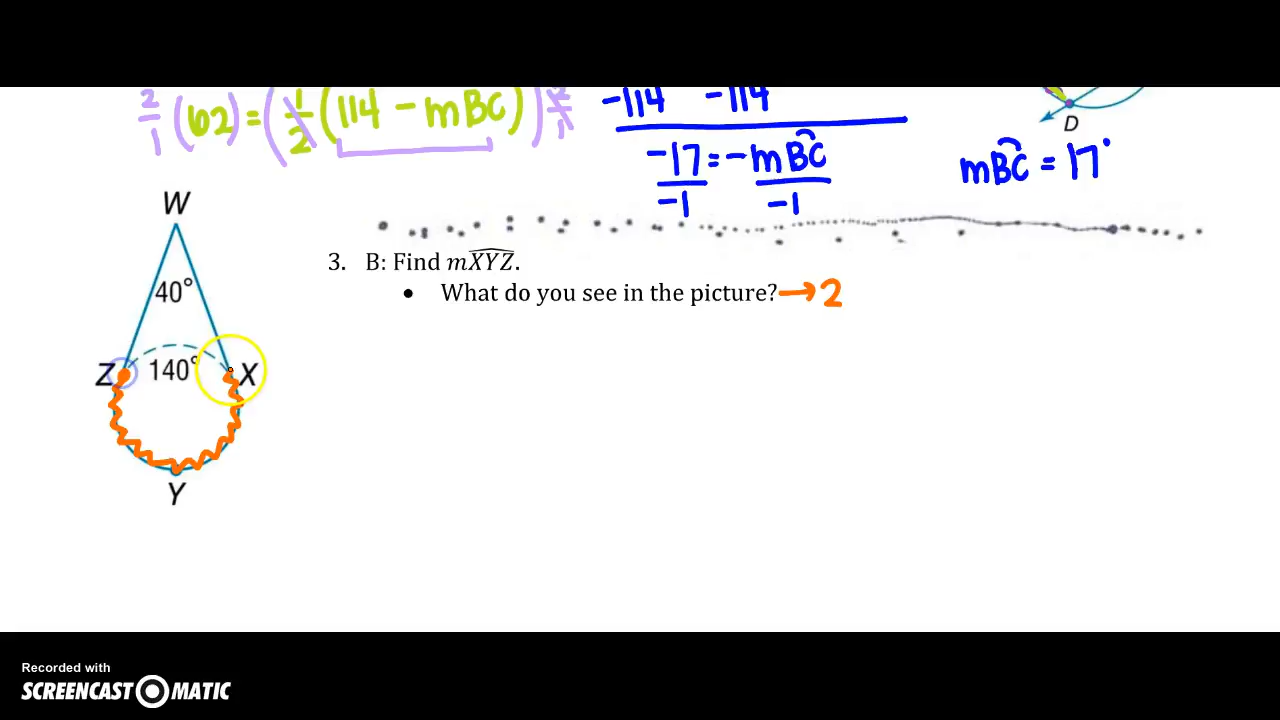 2/1 (62) = (1/2 (114 - mBC)) 2/1
-114 -114
-17 = -mBC
-1 -1
D
mBC = 17°
W
40°
Z 140° X
Y
3. B: Find mXYZ.
• What do you see in the picture? → 2
Recorded with
SCREENCAST MATIC